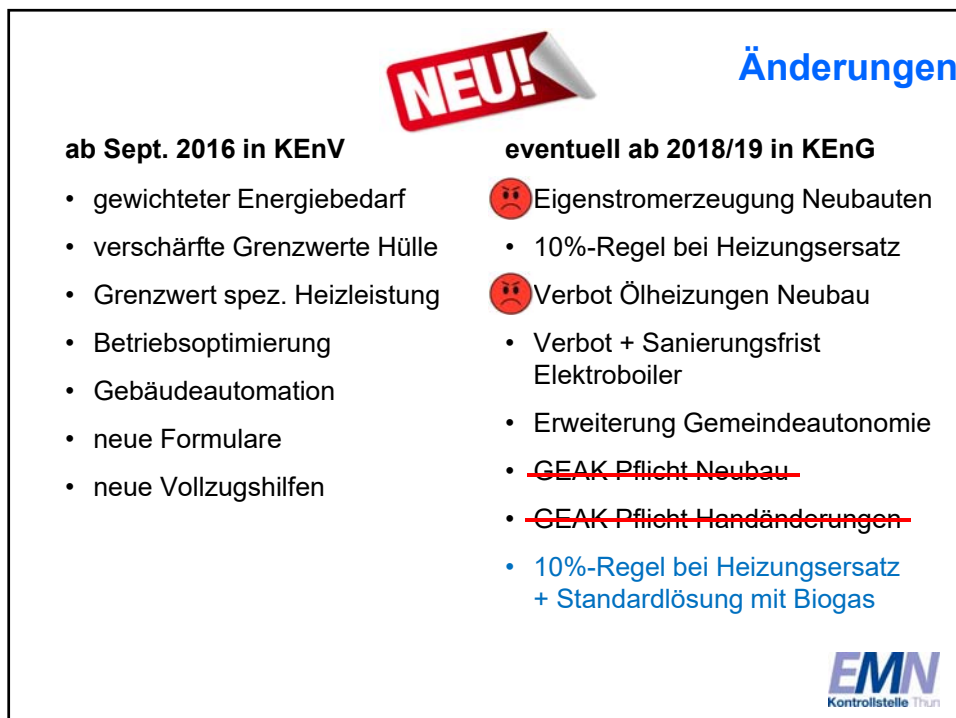 NEU!
Änderungen
ab Sept. 2016 in KEnV
• gewichteter Energiebedarf
• verschärfte Grenzwerte Hülle
• Grenzwert spez. Heizleistung
• Betriebsoptimierung
• Gebäudeautomation
• neue Formulare
• neue Vollzugshilfen
eventuell ab 2018/19 in KEnG
Eigenstromerzeugung Neubauten
• 10%-Regel bei Heizungsersatz
Verbot Ölheizungen Neubau
• Verbot + Sanierungsfrist
Elektroboiler
• Erweiterung Gemeindeautonomie
• GEAK Pflicht Neubau
• GEAK Pflicht Handänderungen
• 10%-Regel bei Heizungsersatz
+ Standardlösung mit Biogas
EMN
Kontrollstelle Thun